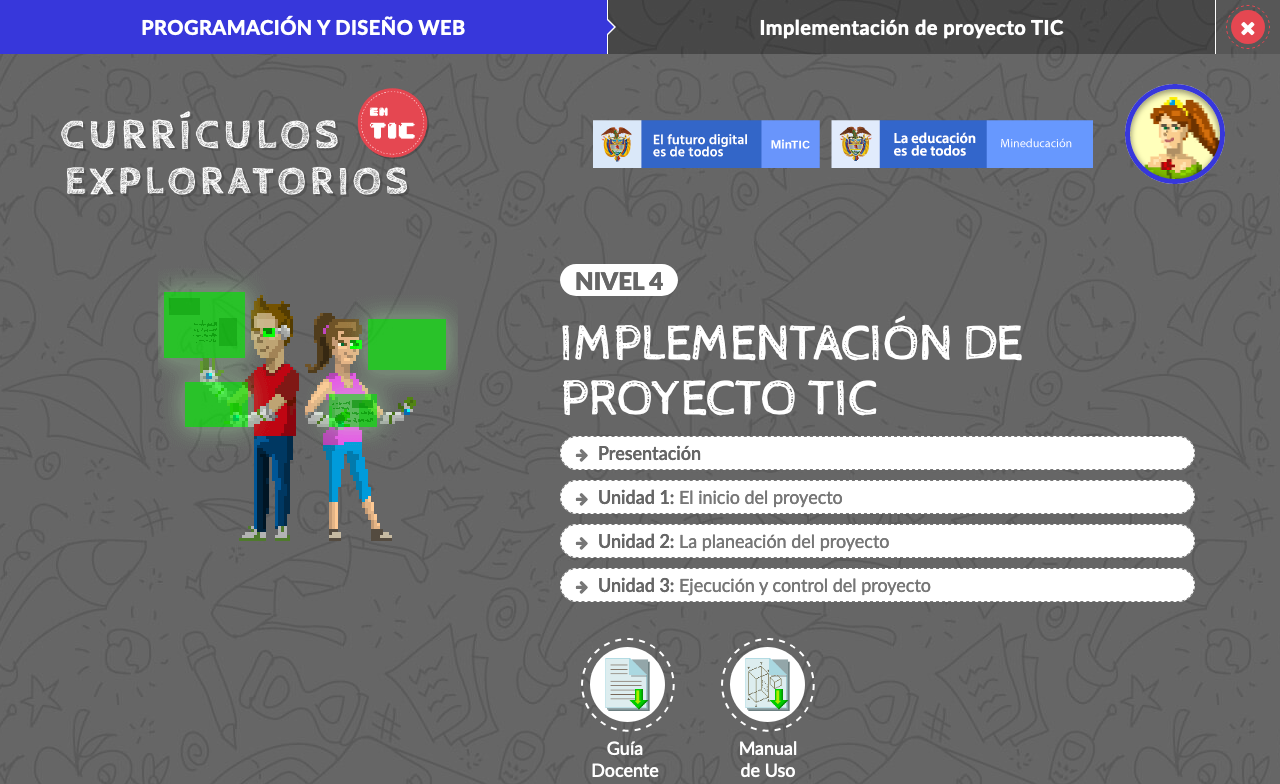 PROGRAMACIÓN Y DISEÑO WEB
Implementación de proyecto TIC
CURRÍCULOS
EXPLORATORIOS
EN
TIC
El futuro digital
es de todos
MinTIC
La educación
es de todos
Mineducación
NIVEL 4
IMPLEMENTACIÓN DE
PROYECTO TIC
Presentación
Unidad 1: El inicio del proyecto
Unidad 2: La planeación del proyecto
Unidad 3: Ejecución y control del proyecto
Guía
Docente
Manual
de Uso